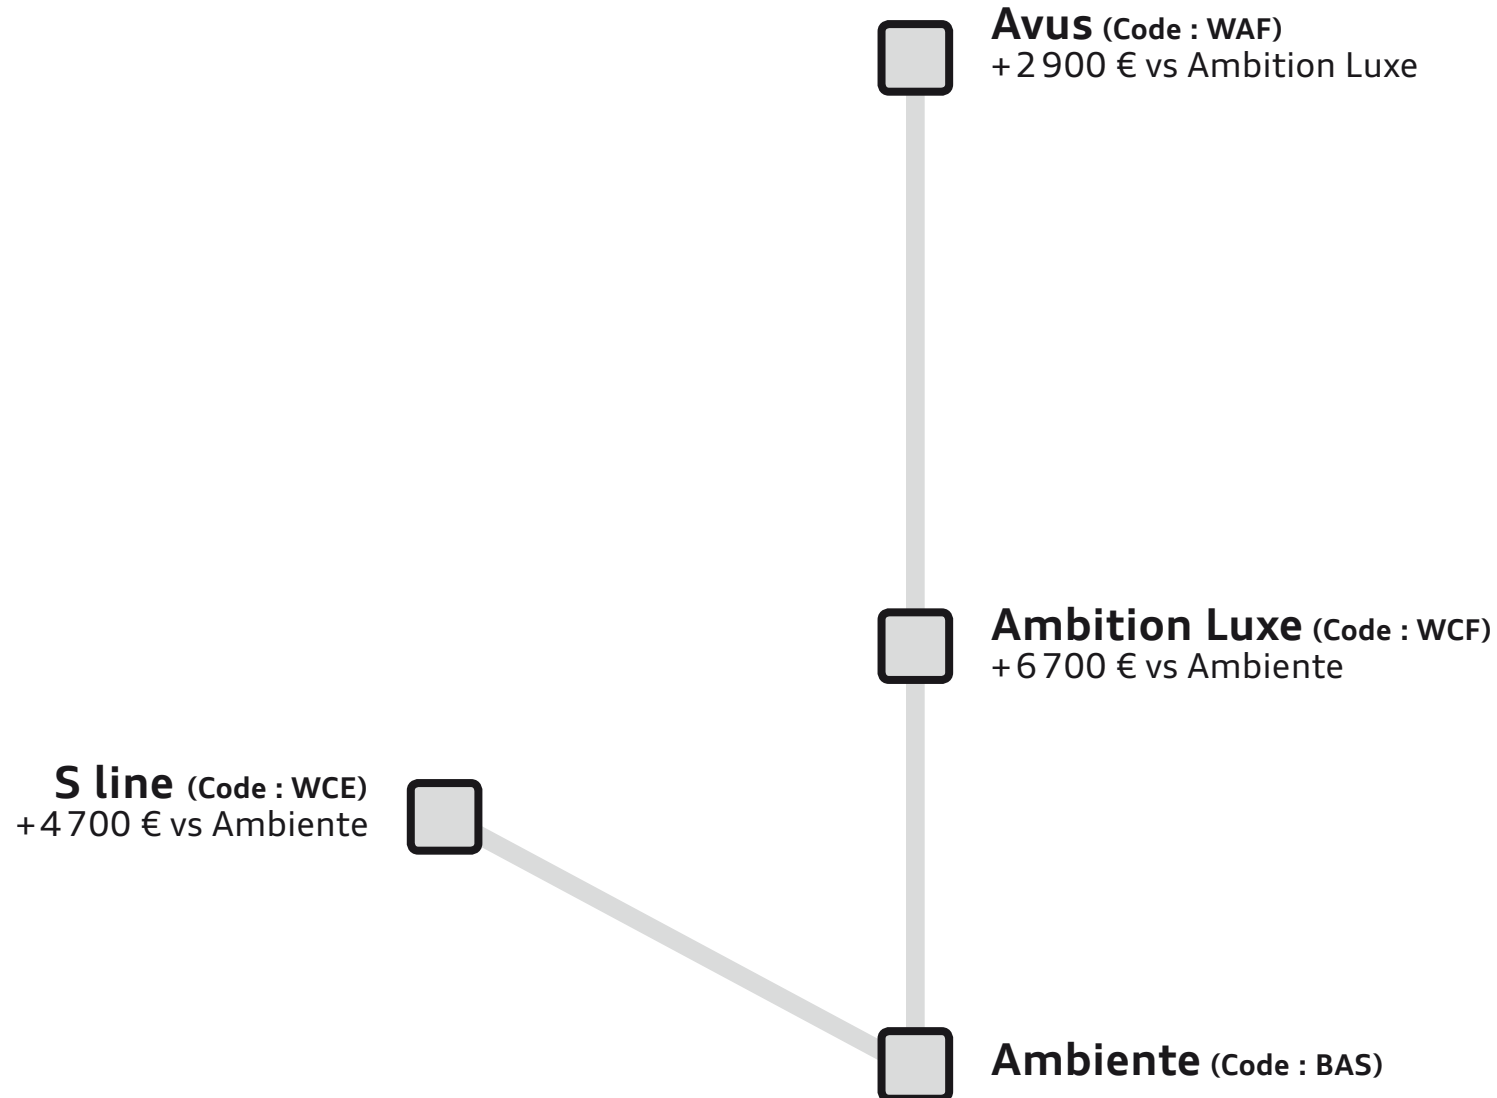 Avus (Code : WAF)
+2 900 € vs Ambition Luxe
Ambition Luxe (Code : WCF)
+6 700 € vs Ambiente
S line (Code : WCE)
+4 700 € vs Ambiente
Ambiente (Code : BAS)